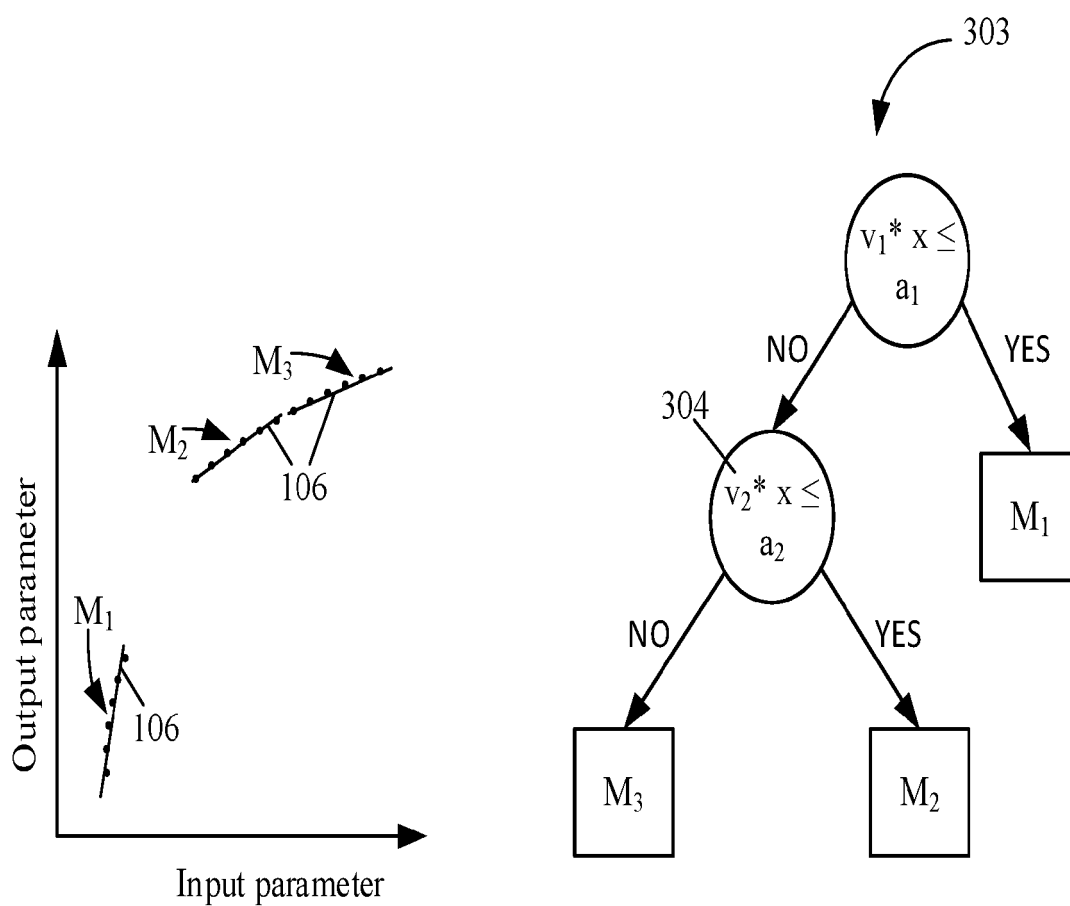 303
v₁* x ≤
a₁
NO
YES
M₃
M₂
304
106
v₂* x ≤
a₂
M₁
M₁
NO
YES
106
Output parameter
M₃
M₂
Input parameter